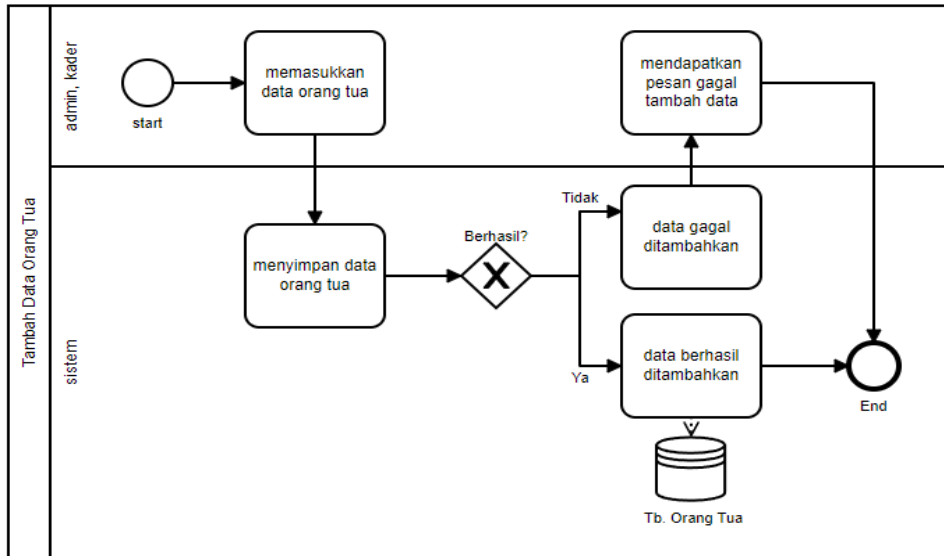 Tambah Data Orang Tua
admin, kader
start
memasukkan
data orang tua
mendapatkan
pesan gagal
tambah data
sistem
menyimpan data
orang tua
Berhasil?
Tidak
data gagal
ditambahkan
Ya
data berhasil
ditambahkan
End
Tb. Orang Tua